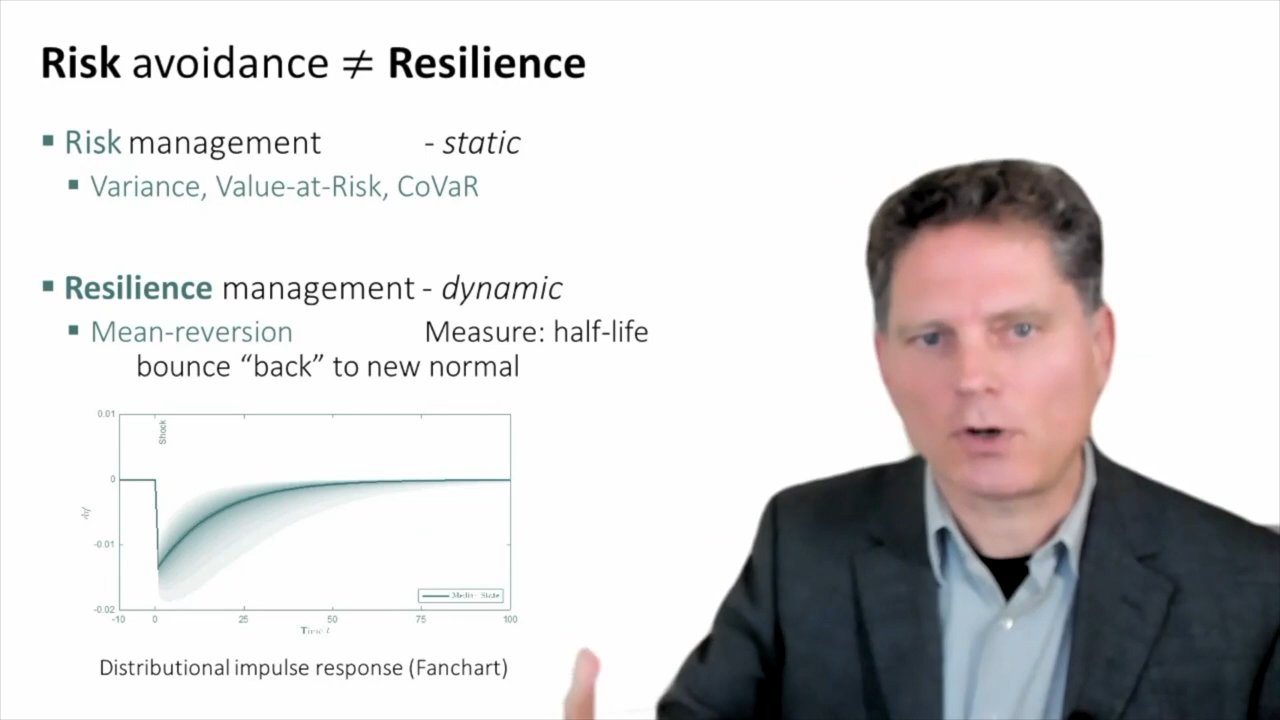 Risk avoidance ≠ Resilience
▪ Risk management - static
▪ Variance, Value-at-Risk, CoVaR
▪ Resilience management - dynamic
▪ Mean-reversion Measure: half-life
bounce “back” to new normal
0.01
Shock
0
-0.01
-0.02
-10 0 25 50 75 100
Time t
Distributional impulse response (Fanchart)